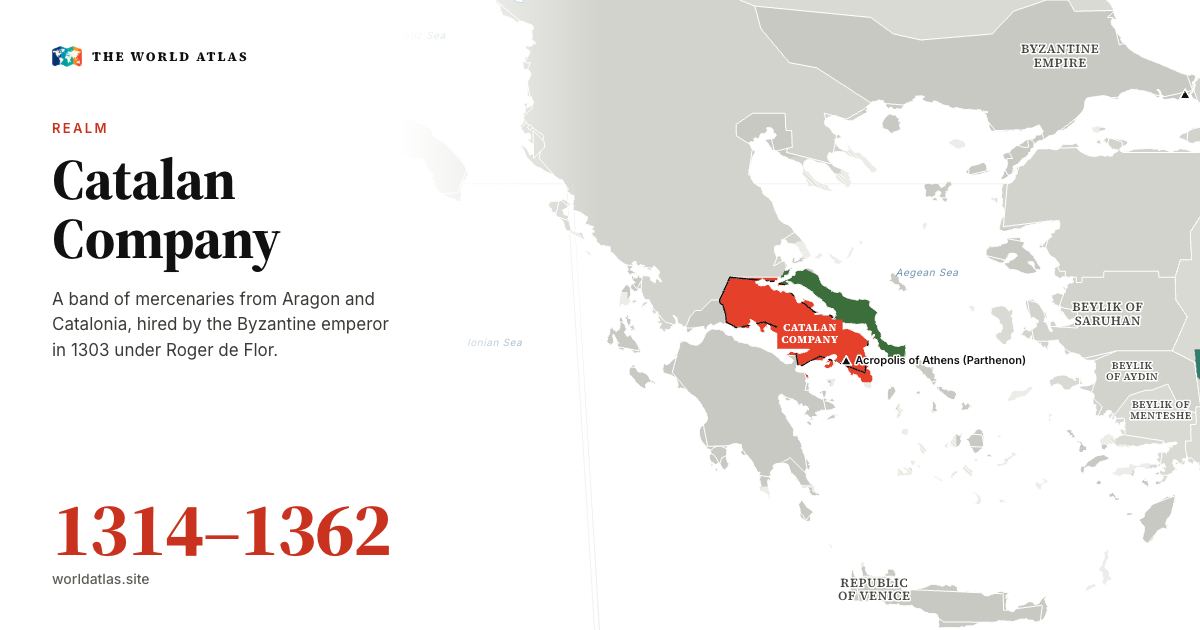 THE WORLD ATLAS
REALM
Catalan
Company
A band of mercenaries from Aragon and
Catalonia, hired by the Byzantine emperor
in 1303 under Roger de Flor.
1314–1362
worldatlas.site
Sea
BYZANTINE
EMPIRE
Aegean Sea
Ionian Sea
CATALAN
COMPANY
Acropolis of Athens (Parthenon)
BEYLIK OF
SARUHAN
BEYLIK
OF AYDIN
BEYLIK OF
MENTESHE
REPUBLIC
OF VENICE